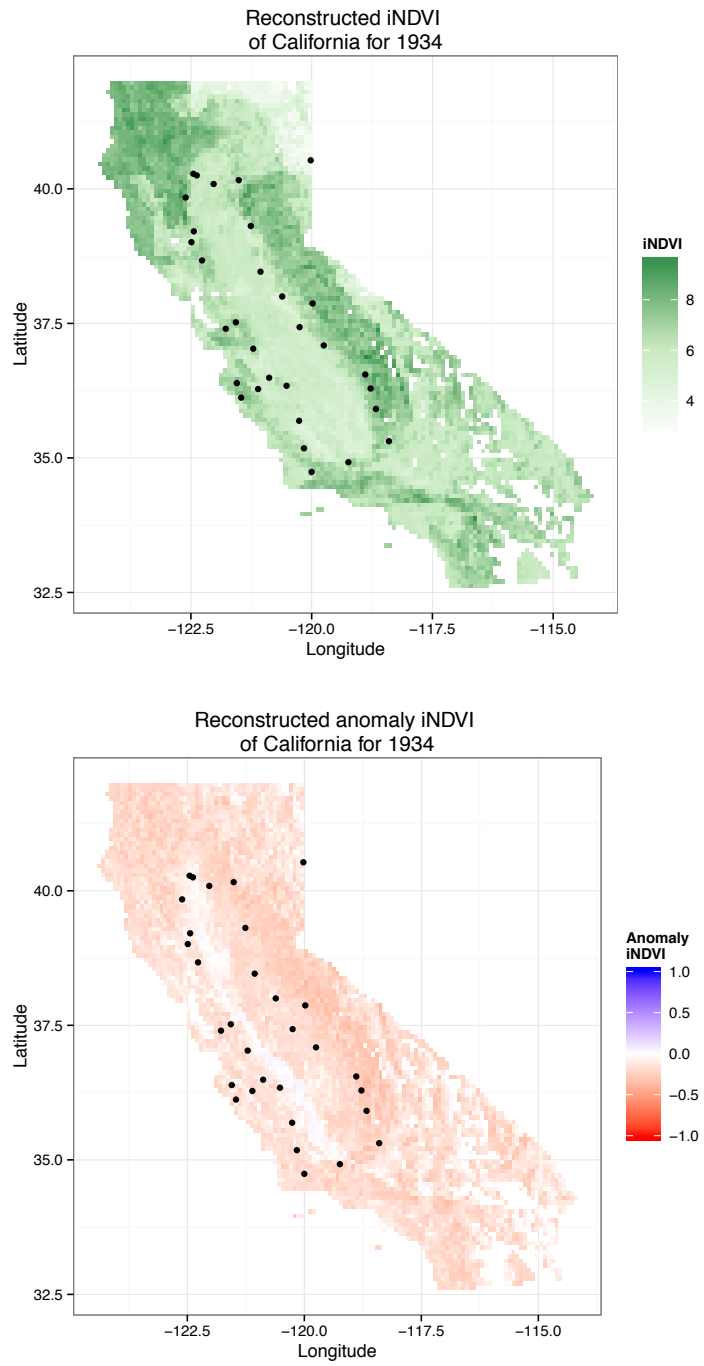 Reconstructed iNDVI
of California for 1934
40.0
37.5
35.0
32.5
Latitude
−122.5
−120.0
−117.5
−115.0
Longitude
iNDVI
8
6
4
Reconstructed anomaly iNDVI
of California for 1934
40.0
37.5
35.0
32.5
Latitude
−122.5
−120.0
−117.5
−115.0
Longitude
Anomaly
iNDVI
1.0
0.5
0.0
−0.5
−1.0